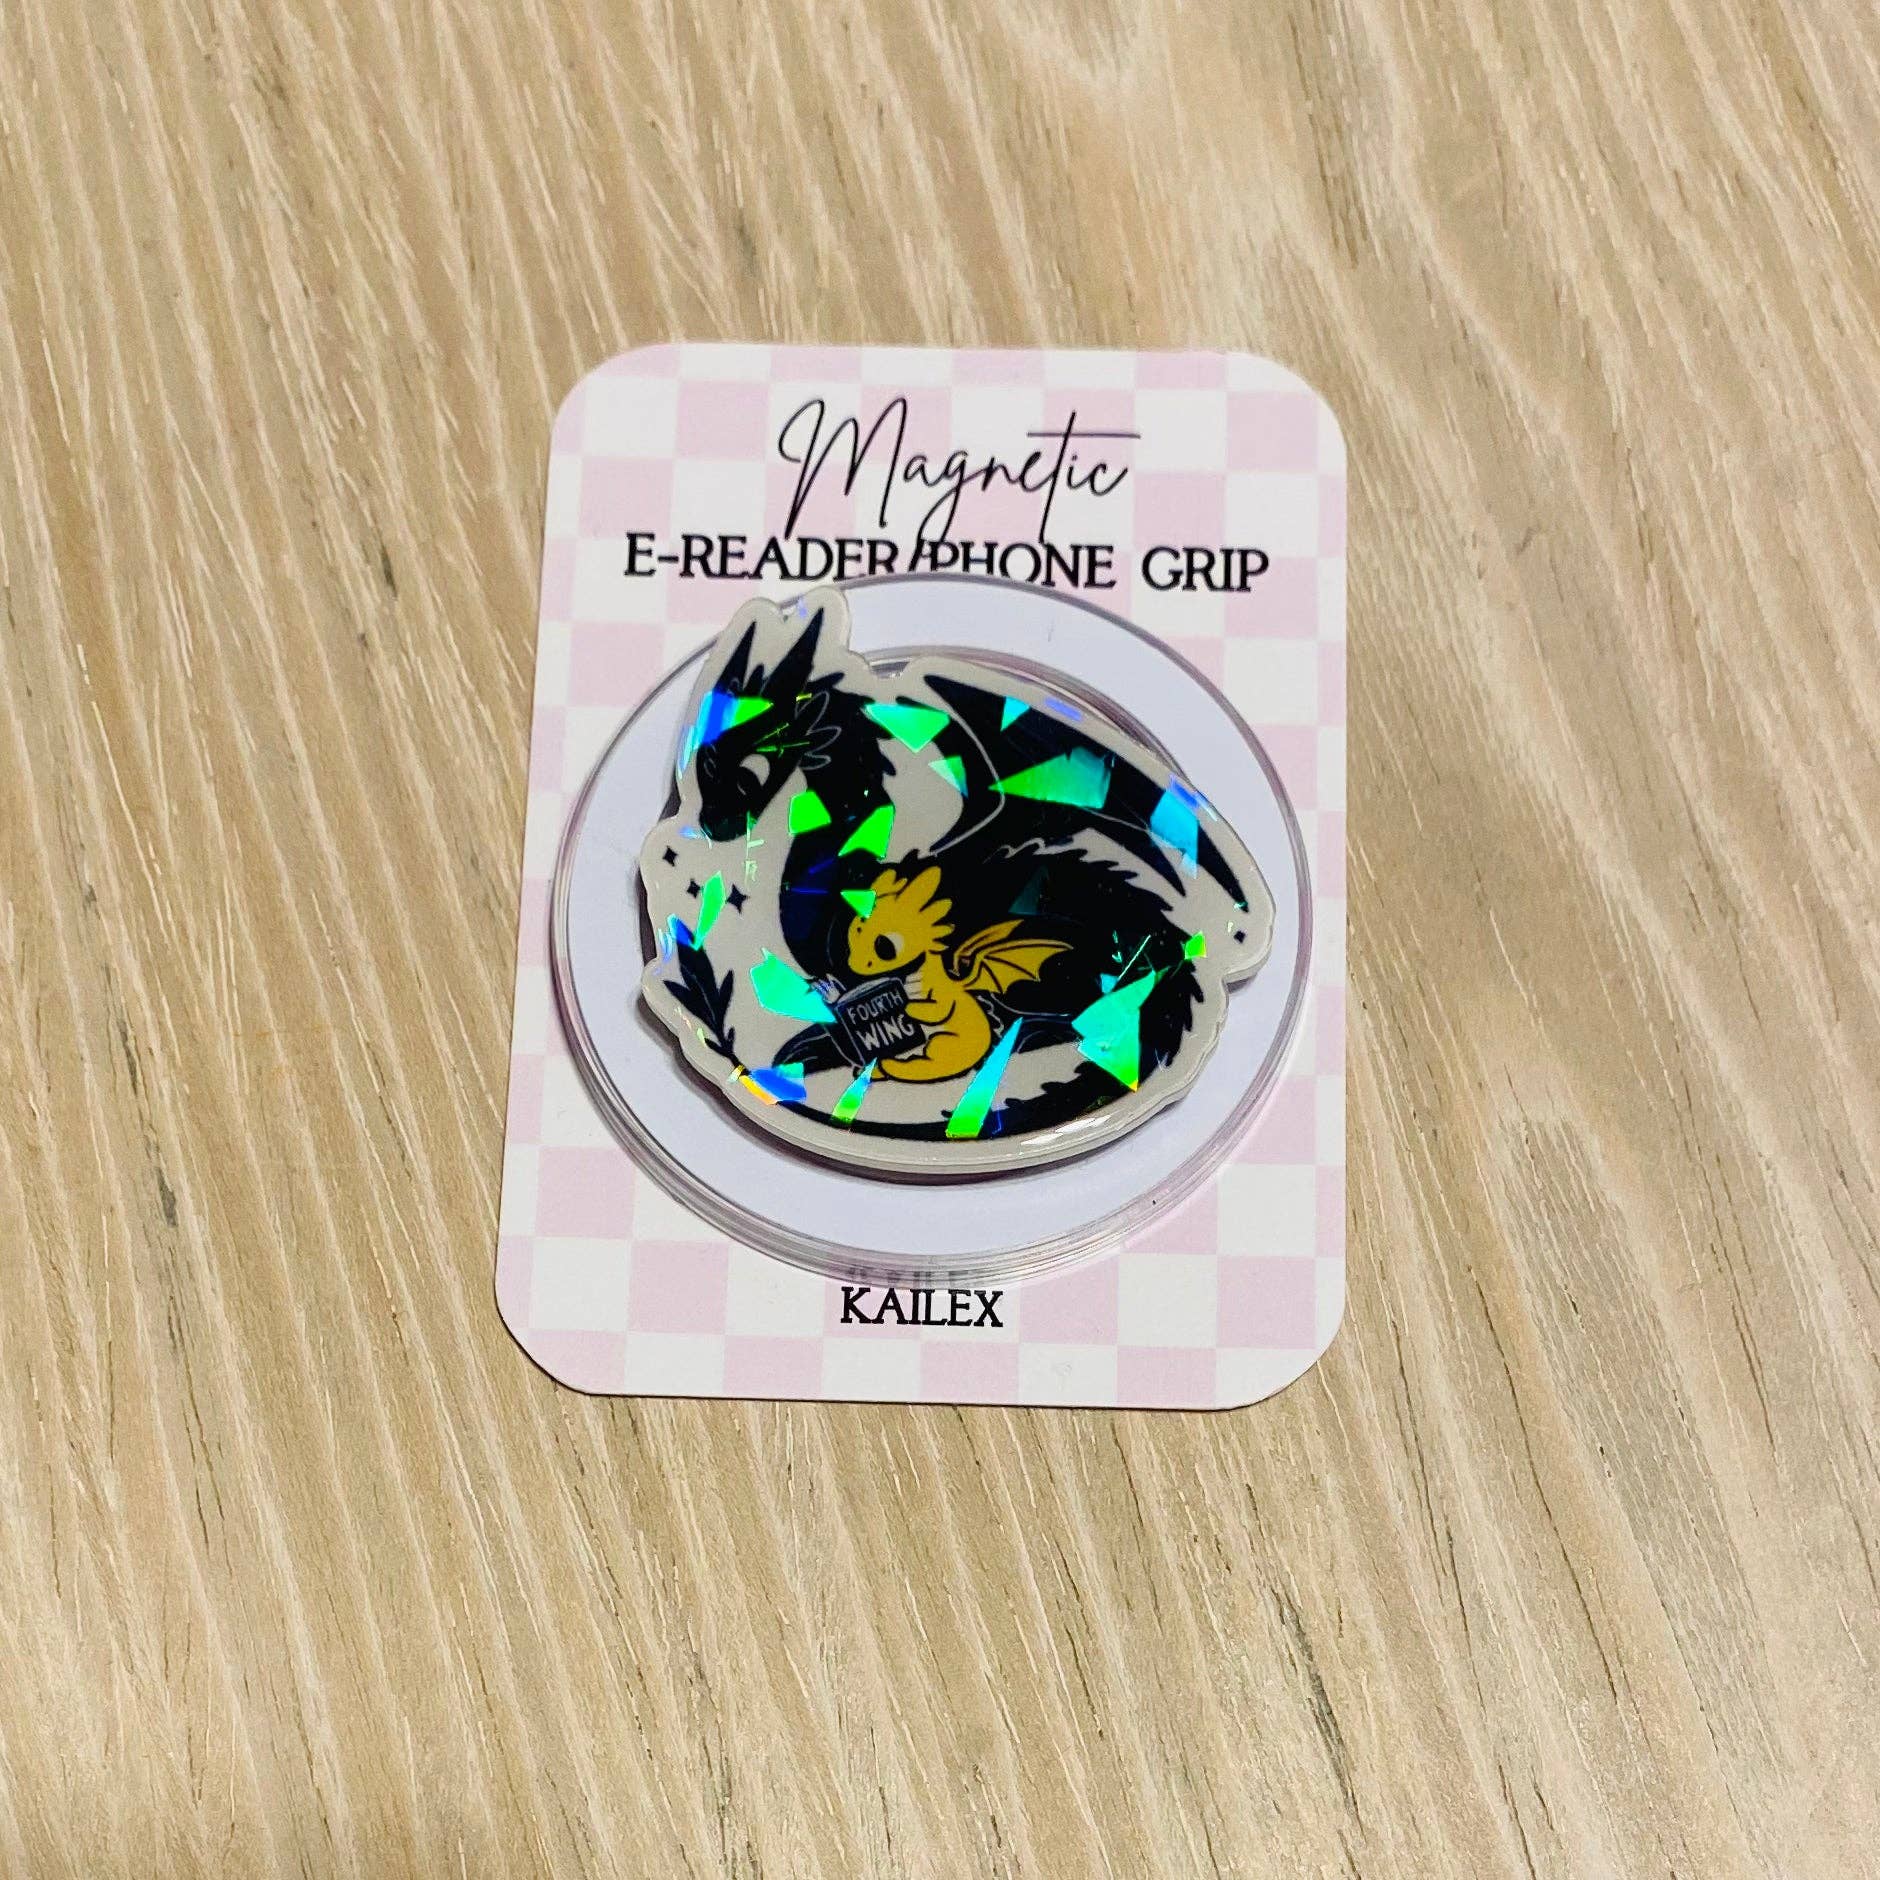 Magnetic
E-READER/PHONE GRIP
FOURTH
WING
KAILEX